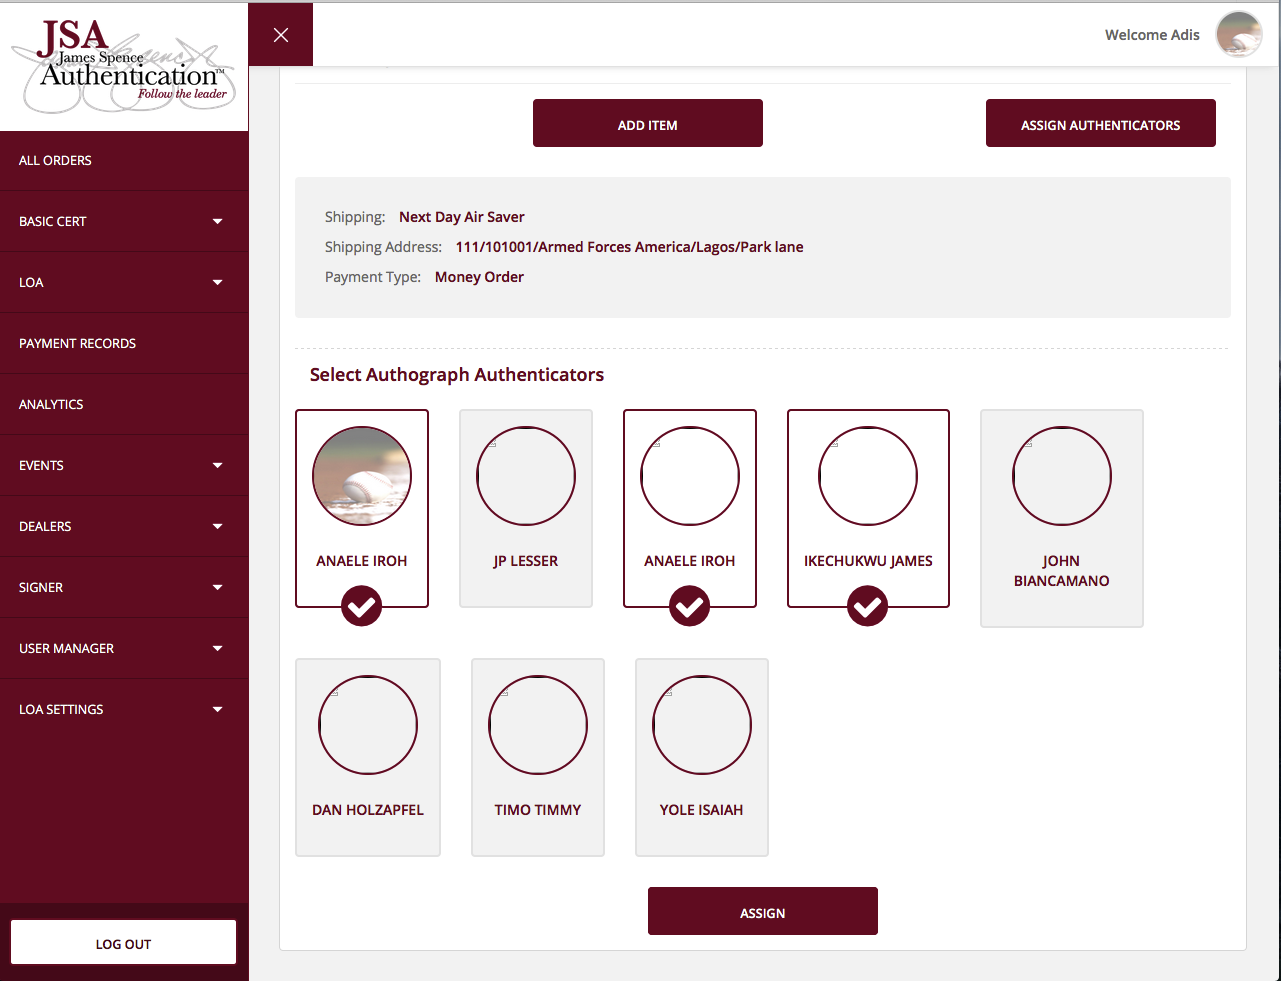 JSA
James Spence
Authentication™
Follow the leader
Welcome Adis
ALL ORDERS
BASIC CERT
LOA
PAYMENT RECORDS
ANALYTICS
EVENTS
DEALERS
SIGNER
USER MANAGER
LOA SETTINGS
LOG OUT
ADD ITEM
ASSIGN AUTHENTICATORS
Shipping: Next Day Air Saver
Shipping Address: 111/101001/Armed Forces America/Lagos/Park lane
Payment Type: Money Order
Select Authograph Authenticators
ANAELE IROH
JP LESSER
ANAELE IROH
IKECHUKWU JAMES
JOHN
BIANCAMANO
DAN HOLZAPFEL
TIMO TIMMY
YOLE ISAIAH
ASSIGN